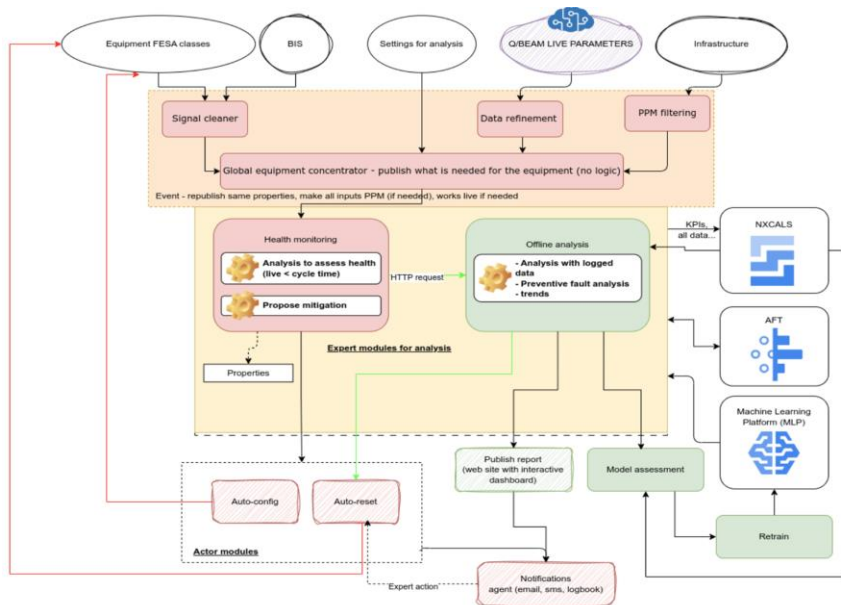 Equipment FESA classes
BIS
Settings for analysis
Q/BEAM LIVE PARAMETERS
Infrastructure
Signal cleaner
Data refinement
PPM filtering
Global equipment concentrator - publish what is needed for the equipment (no logic)
Event - republish same properties, make all inputs PPM (if needed), works live if needed
Health monitoring
Analysis to assess health
(live < cycle time)
Propose mitigation
HTTP request
Offline analysis
- Analysis with logged
data
- Preventive fault analysis
- trends
KPIs,
all data...
NXCALS
AFT
Expert modules for analysis
Properties
Machine Learning
Platform (MLP)
Publish report
(web site with interactive
dashboard)
Model assessment
Auto-config
Auto-reset
Retrain
Actor modules
Expert action
Notifications
agent (email, sms, logbook)